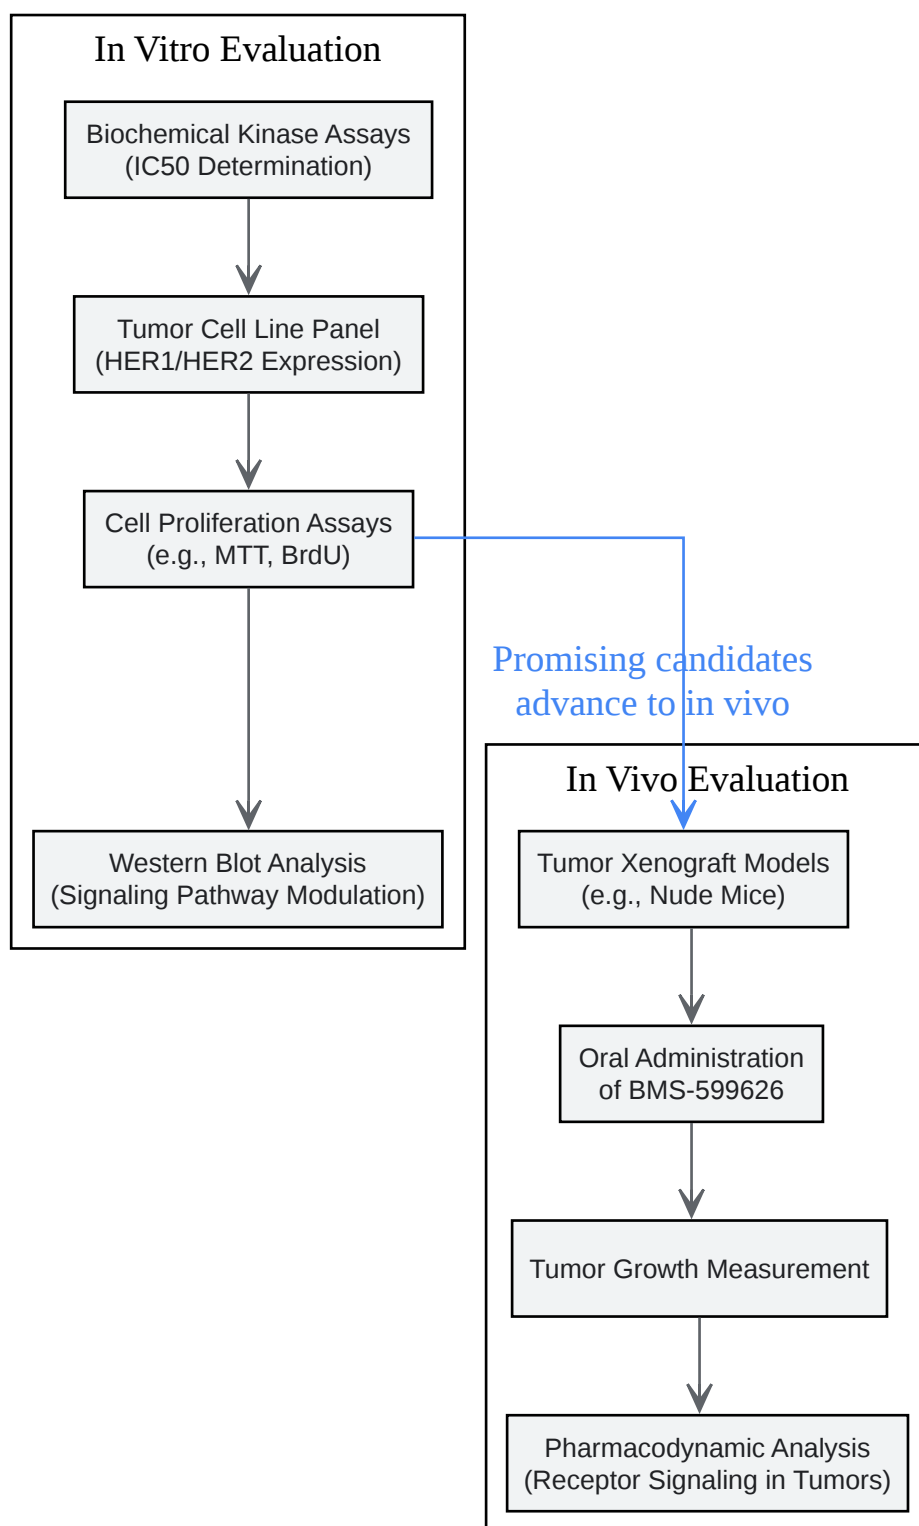 In Vitro Evaluation
Biochemical Kinase Assays
(IC50 Determination)
Tumor Cell Line Panel
(HER1/HER2 Expression)
Cell Proliferation Assays
(e.g., MTT, BrdU)
Western Blot Analysis
(Signaling Pathway Modulation)
Promising candidates
advance to in vivo
In Vivo Evaluation
Tumor Xenograft Models
(e.g., Nude Mice)
Oral Administration
of BMS-599626
Tumor Growth Measurement
Pharmacodynamic Analysis
(Receptor Signaling in Tumors)